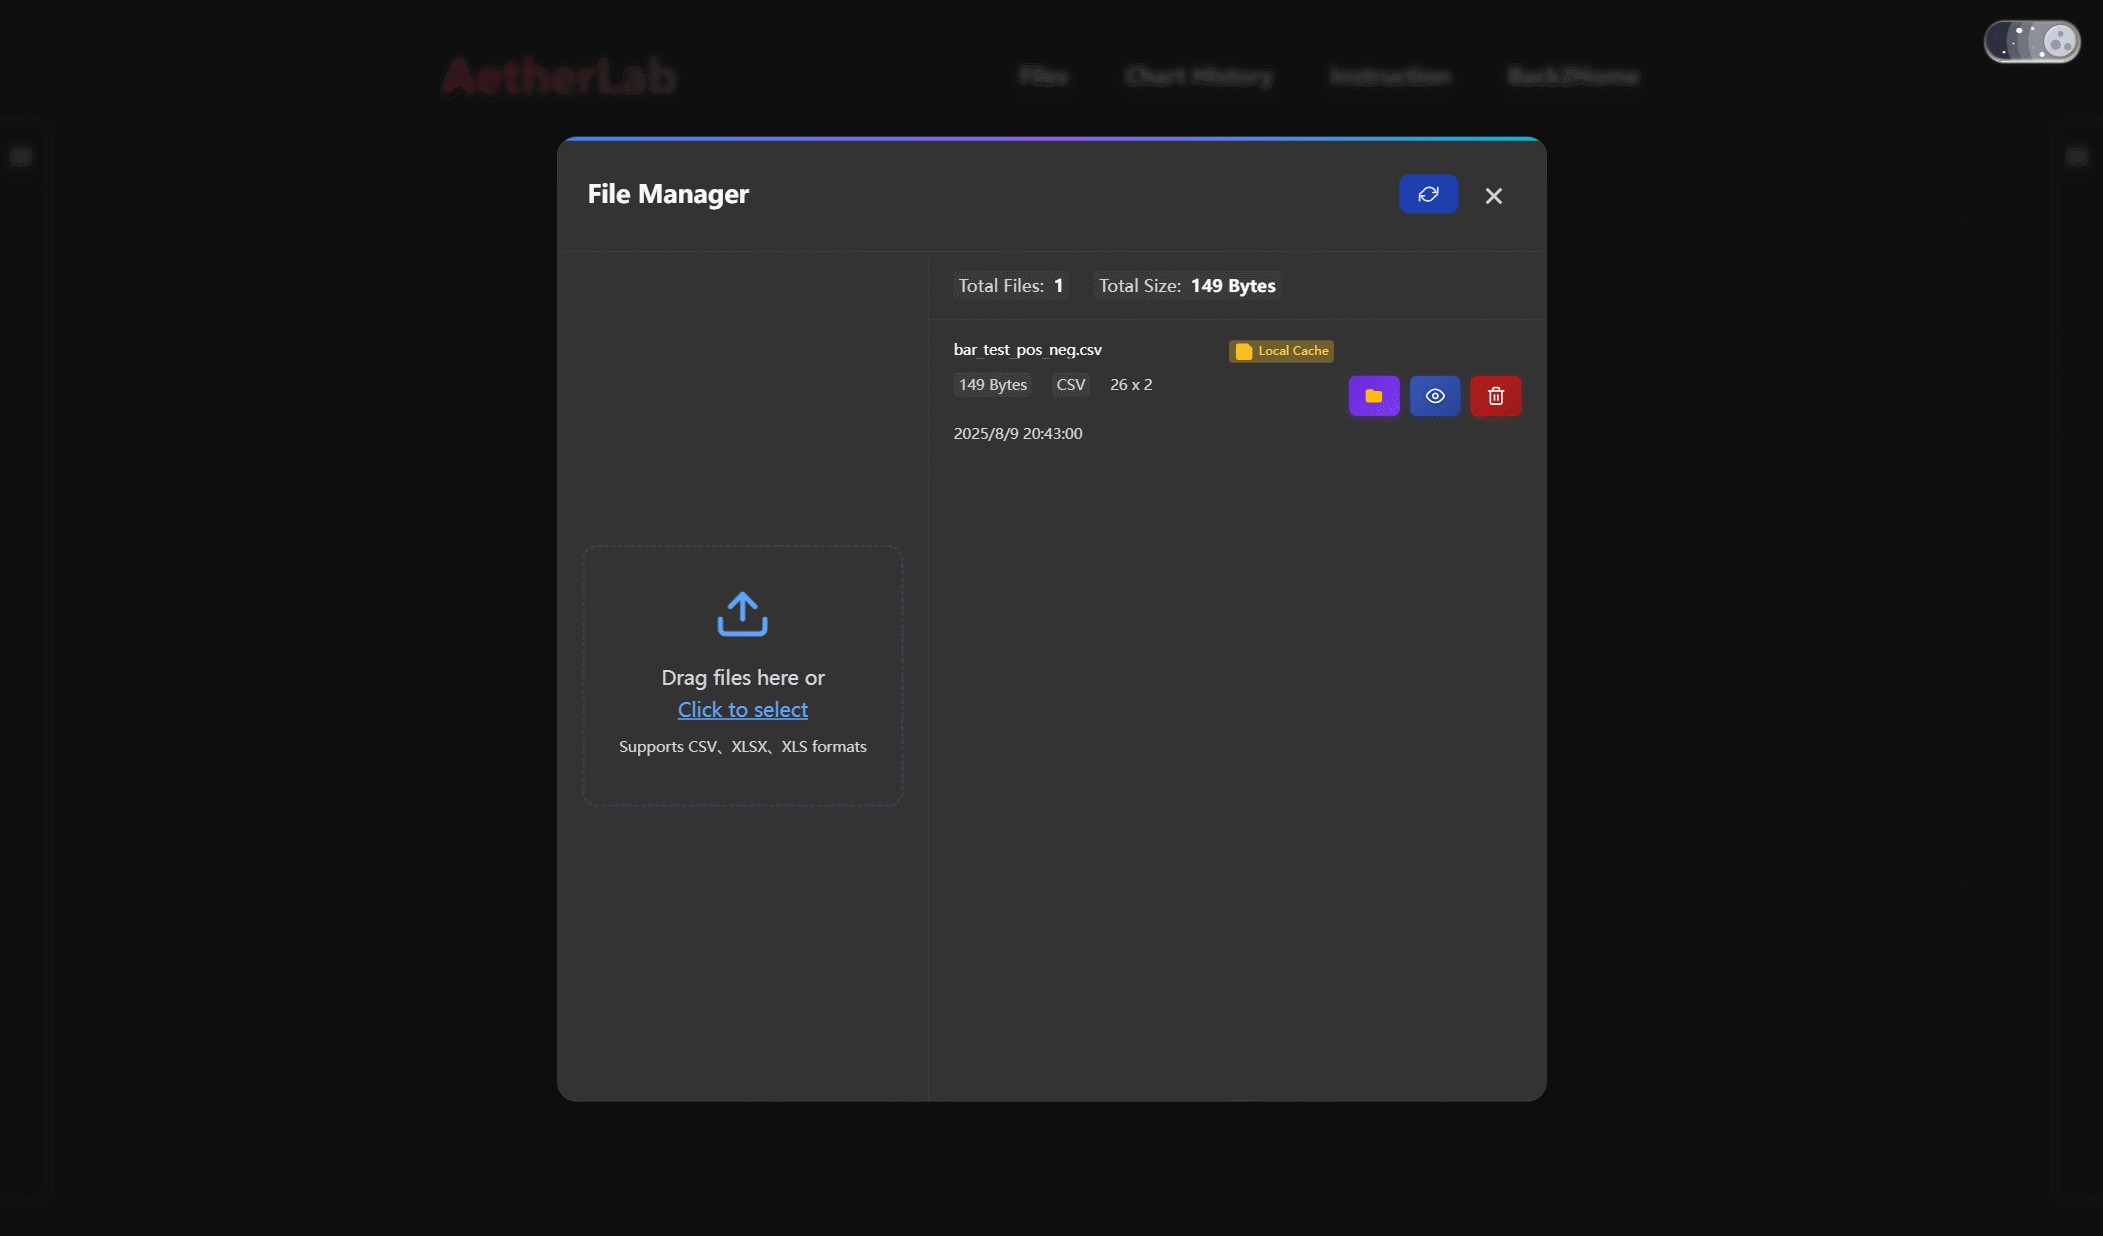 AetherLab
Files
Chart History
Instruction
Back2Home
File Manager
Total Files: 1
Total Size: 149 Bytes
bar_test_pos_neg.csv
Local Cache
149 Bytes
CSV
26 x 2
2025/8/9 20:43:00
Drag files here or
Click to select
Supports CSV、XLSX、XLS formats